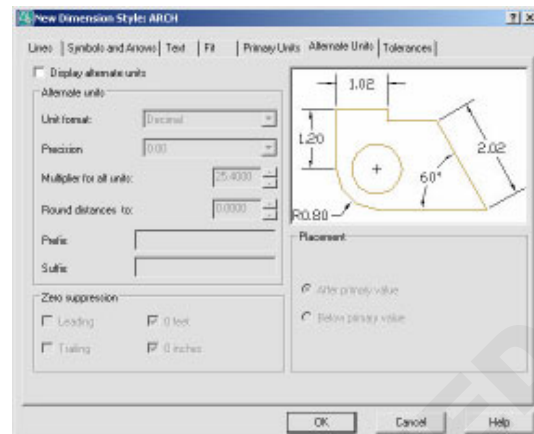 New Dimension Style: ARCH
Lines Symbols and Arrows Text Fit Primary Units Alternate Units Tolerances
Display alternate units
Alternate units
Unit format: Decimal
Precision 0.00
Multiplier for alt units: 25.4000
Round distances to: 0.0000
Prefix
Suffix
Zero suppression
Leading 0 feet
Trailing 0 inches
1.02
1.20
2.02
60°
R0.80
Placement
After primary value
Below primary value
OK Cancel Help